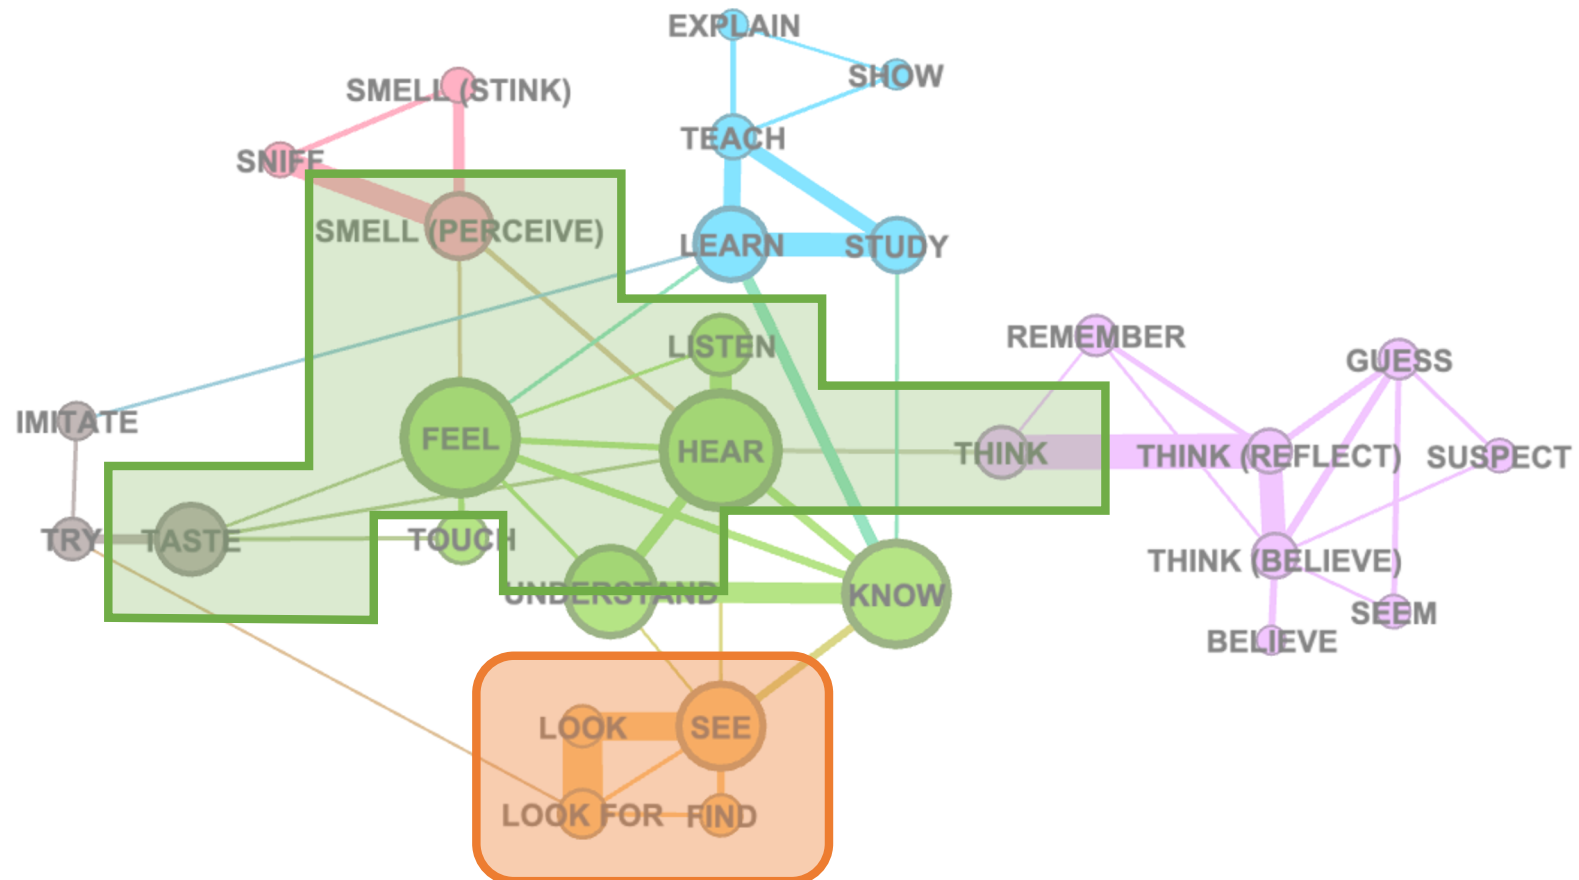 EXPLAIN
SHOW
SMELL (STINK)
TEACH
SNIFF
SMELL (PERCEIVE)
LEARN
STUDY
REMEMBER
LISTEN
GUESS
IMITATE
FEEL
HEAR
THINK
THINK (REFLECT)
SUSPECT
TRY
TASTE
TOUCH
THINK (BELIEVE)
UNDERSTAND
KNOW
SEEM
BELIEVE
LOOK
SEE
LOOK FOR
FIND